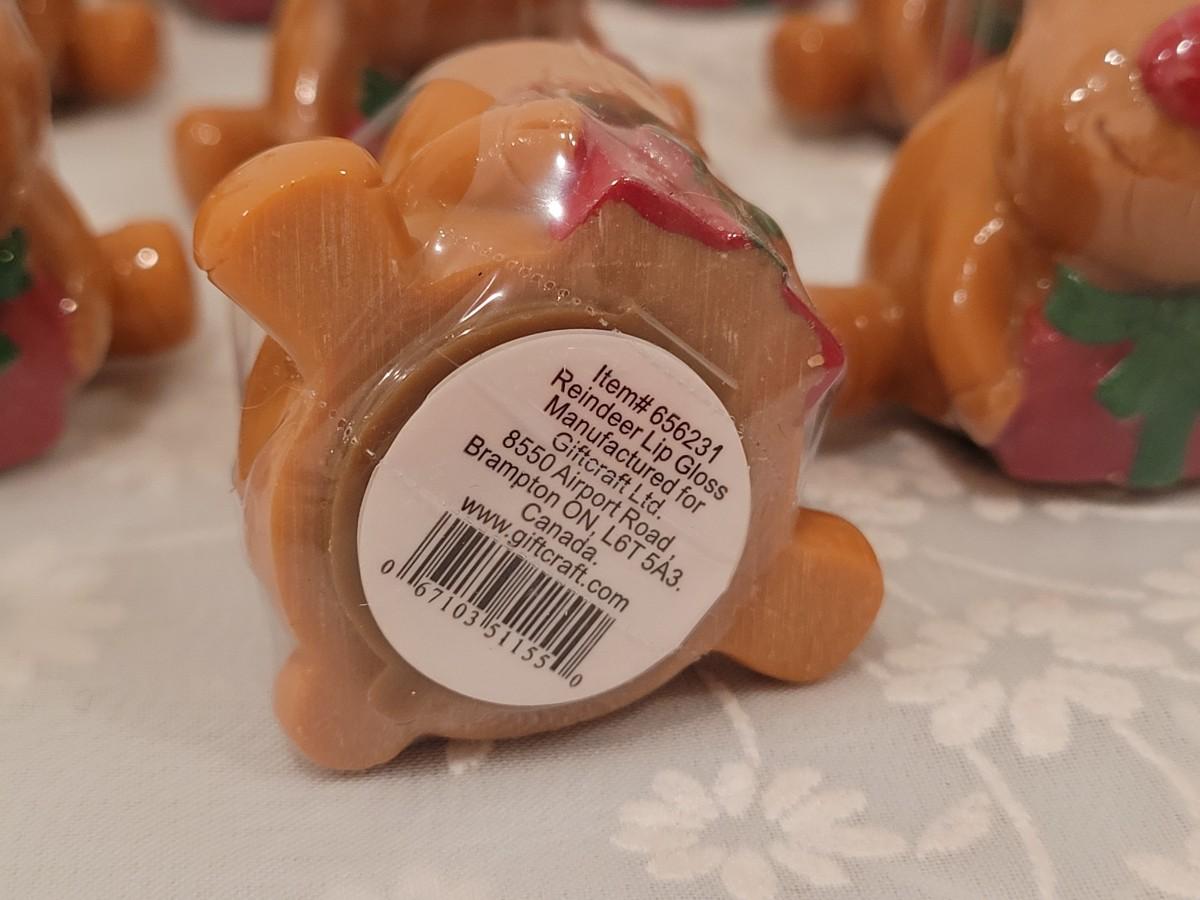 Item# 656231
Reindeer Lip Gloss
Manufactured for
Giftcraft Ltd.
8550 Airport Road,
Brampton ON, L6T 5A3.
Canada.
www.giftcraft.com
0 67103 51155 0